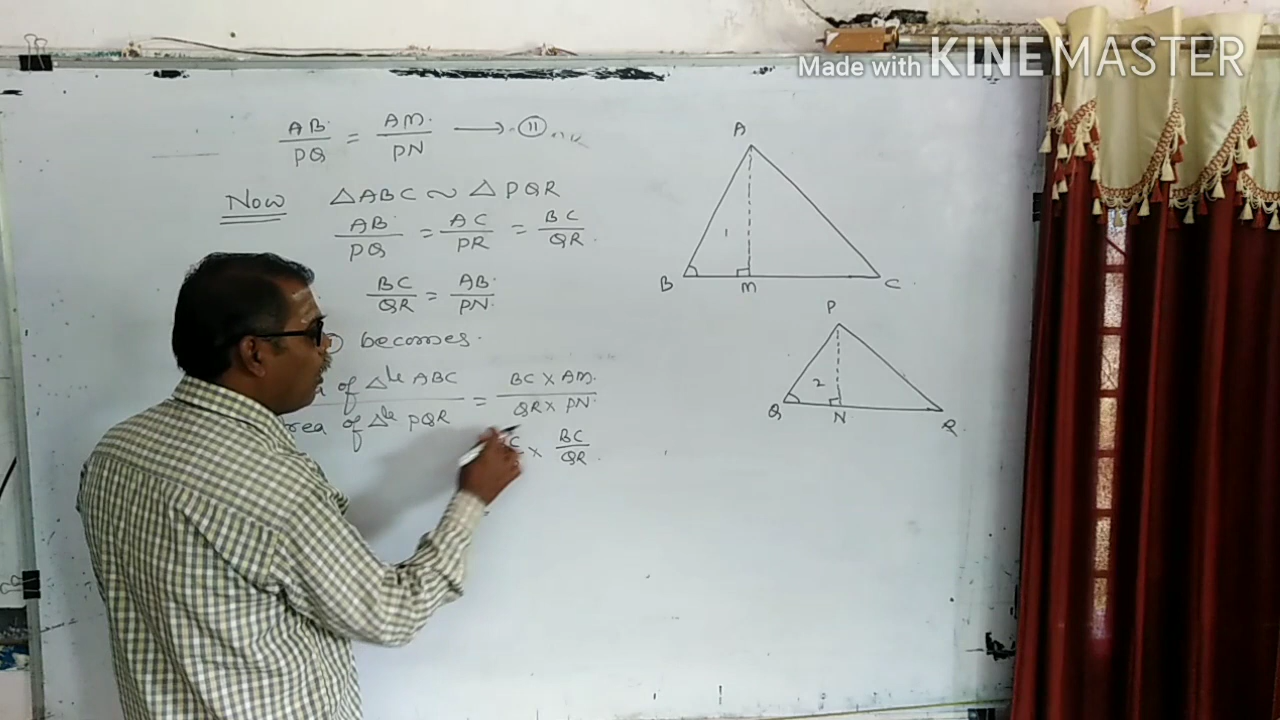 Made with KINEMASTER
AB/PQ = AM/PN → (11)
Now △ABC ~ △PQR
AB/PQ = AC/PR = BC/QR.
BC/QR = AB/PN.
becomes.
of △le ABC / area of △le PQR = BC × AM. / QR × PN.
× BC/QR.
A
1
B
M
C
P
2
Q
N
R